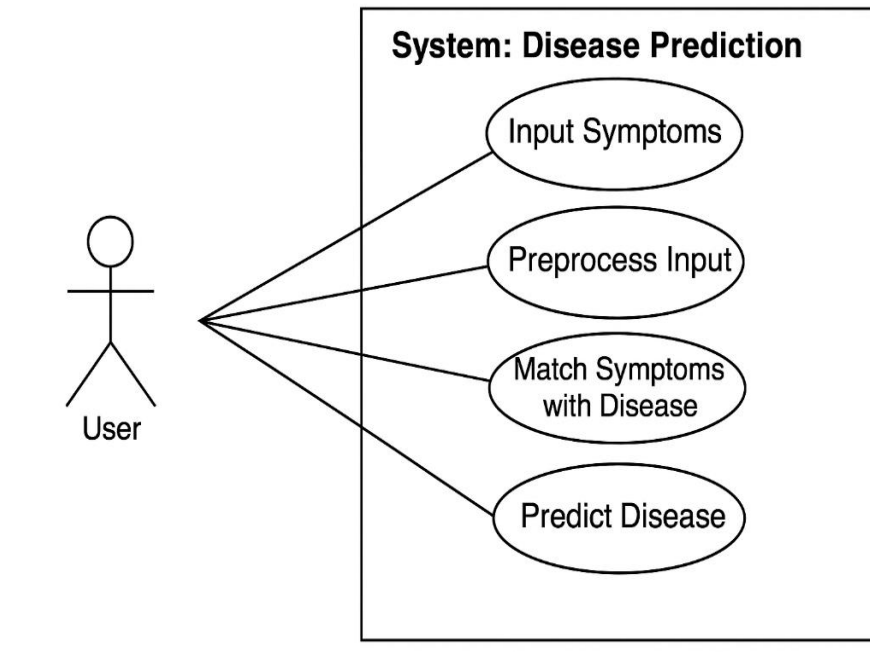 System: Disease Prediction
Input Symptoms
Preprocess Input
Match Symptoms
with Disease
Predict Disease
User